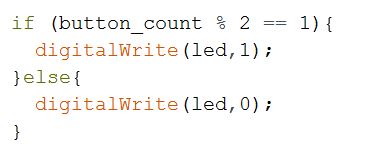 if (button_count % 2 == 1){
  digitalWrite(led,1);
}else{
  digitalWrite(led,0);
}